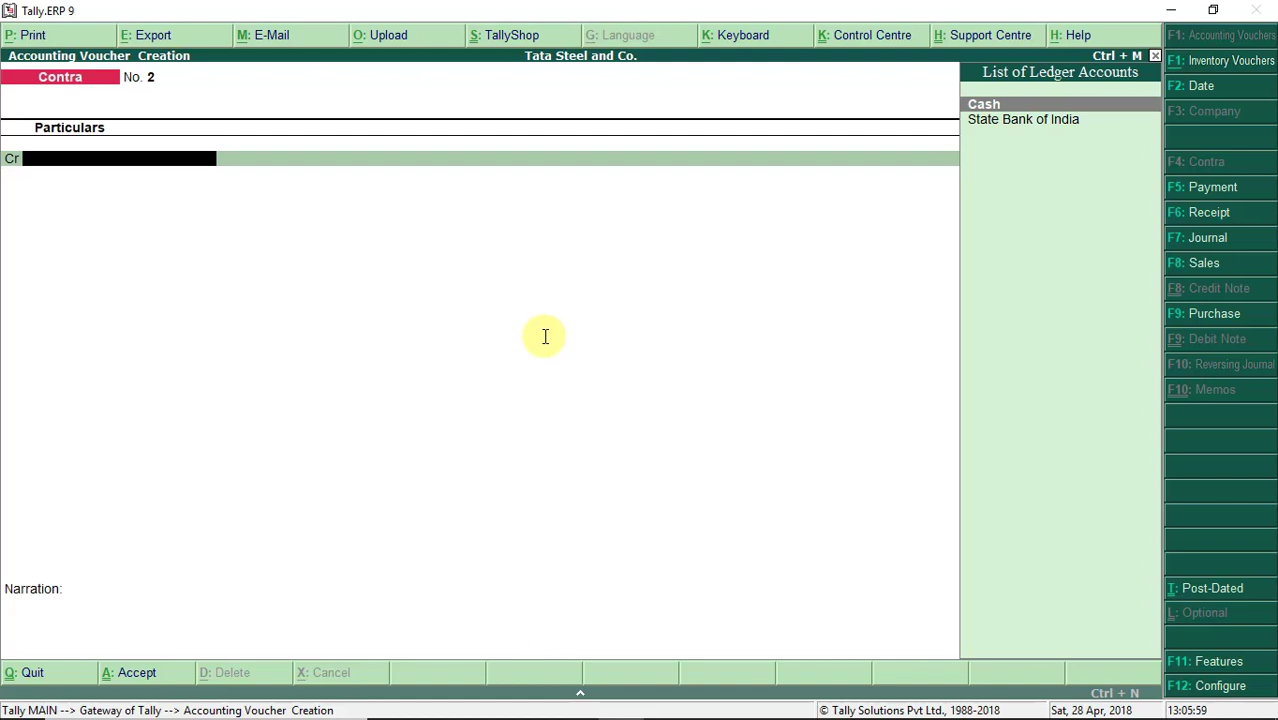 Tally.ERP 9
P: Print
E: Export
M: E-Mail
O: Upload
S: TallyShop
G: Language
K: Keyboard
K: Control Centre
H: Support Centre
H: Help
Accounting Voucher Creation
Tata Steel and Co.
Ctrl + M
Contra No. 2
Particulars
Cr
Narration:
List of Ledger Accounts
Cash
State Bank of India
F1: Accounting Vouchers
F1: Inventory Vouchers
F2: Date
F3: Company
F4: Contra
F5: Payment
F6: Receipt
F7: Journal
F8: Sales
F8: Credit Note
F9: Purchase
F9: Debit Note
F10: Reversing Journal
F10: Memos
T: Post-Dated
L: Optional
F11: Features
F12: Configure
Q: Quit
A: Accept
D: Delete
X: Cancel
Ctrl + N
Tally MAIN --> Gateway of Tally --> Accounting Voucher Creation
© Tally Solutions Pvt Ltd., 1988-2018
Sat, 28 Apr, 2018
13:05:59